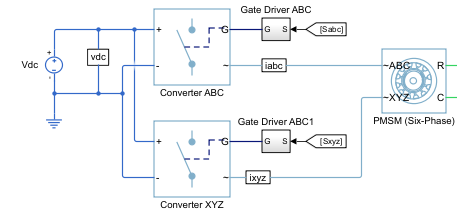 Gate Driver ABC
+
G
G
S
[Sabc]
+
Vdc
vdc
-
-
~
iabc
~ABC
R
Converter ABC
~XYZ
C
Gate Driver ABC1
PMSM (Six-Phase)
+
G
G
S
[Sxyz]
-
~
ixyz
Converter XYZ